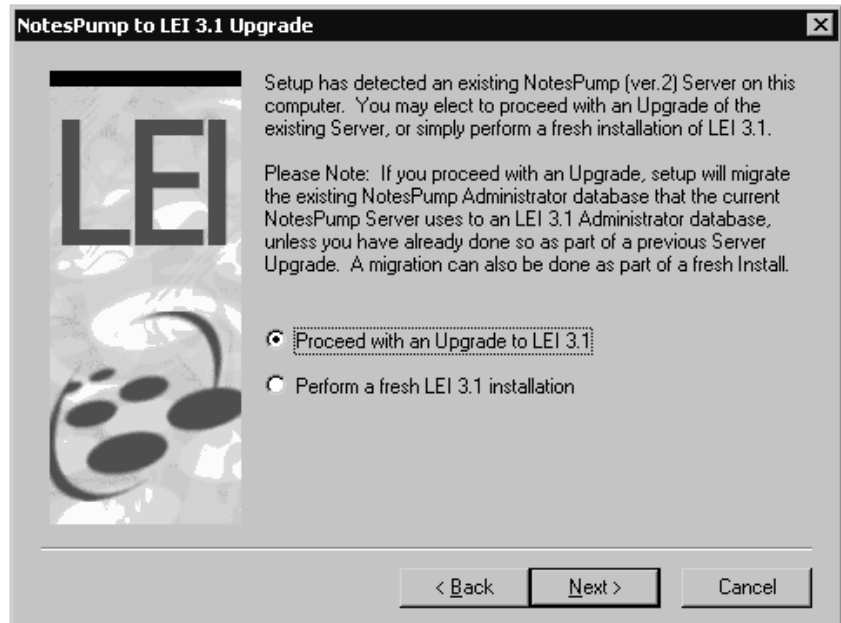 NotesPump to LEI 3.1 Upgrade
LEI
Setup has detected an existing NotesPump (ver.2) Server on this
computer. You may elect to proceed with an Upgrade of the
existing Server, or simply perform a fresh installation of LEI 3.1.
Please Note: If you proceed with an Upgrade, setup will migrate
the existing NotesPump Administrator database that the current
NotesPump Server uses to an LEI 3.1 Administrator database,
unless you have already done so as part of a previous Server
Upgrade. A migration can also be done as part of a fresh Install.
Proceed with an Upgrade to LEI 3.1
Perform a fresh LEI 3.1 installation
< Back Next > Cancel